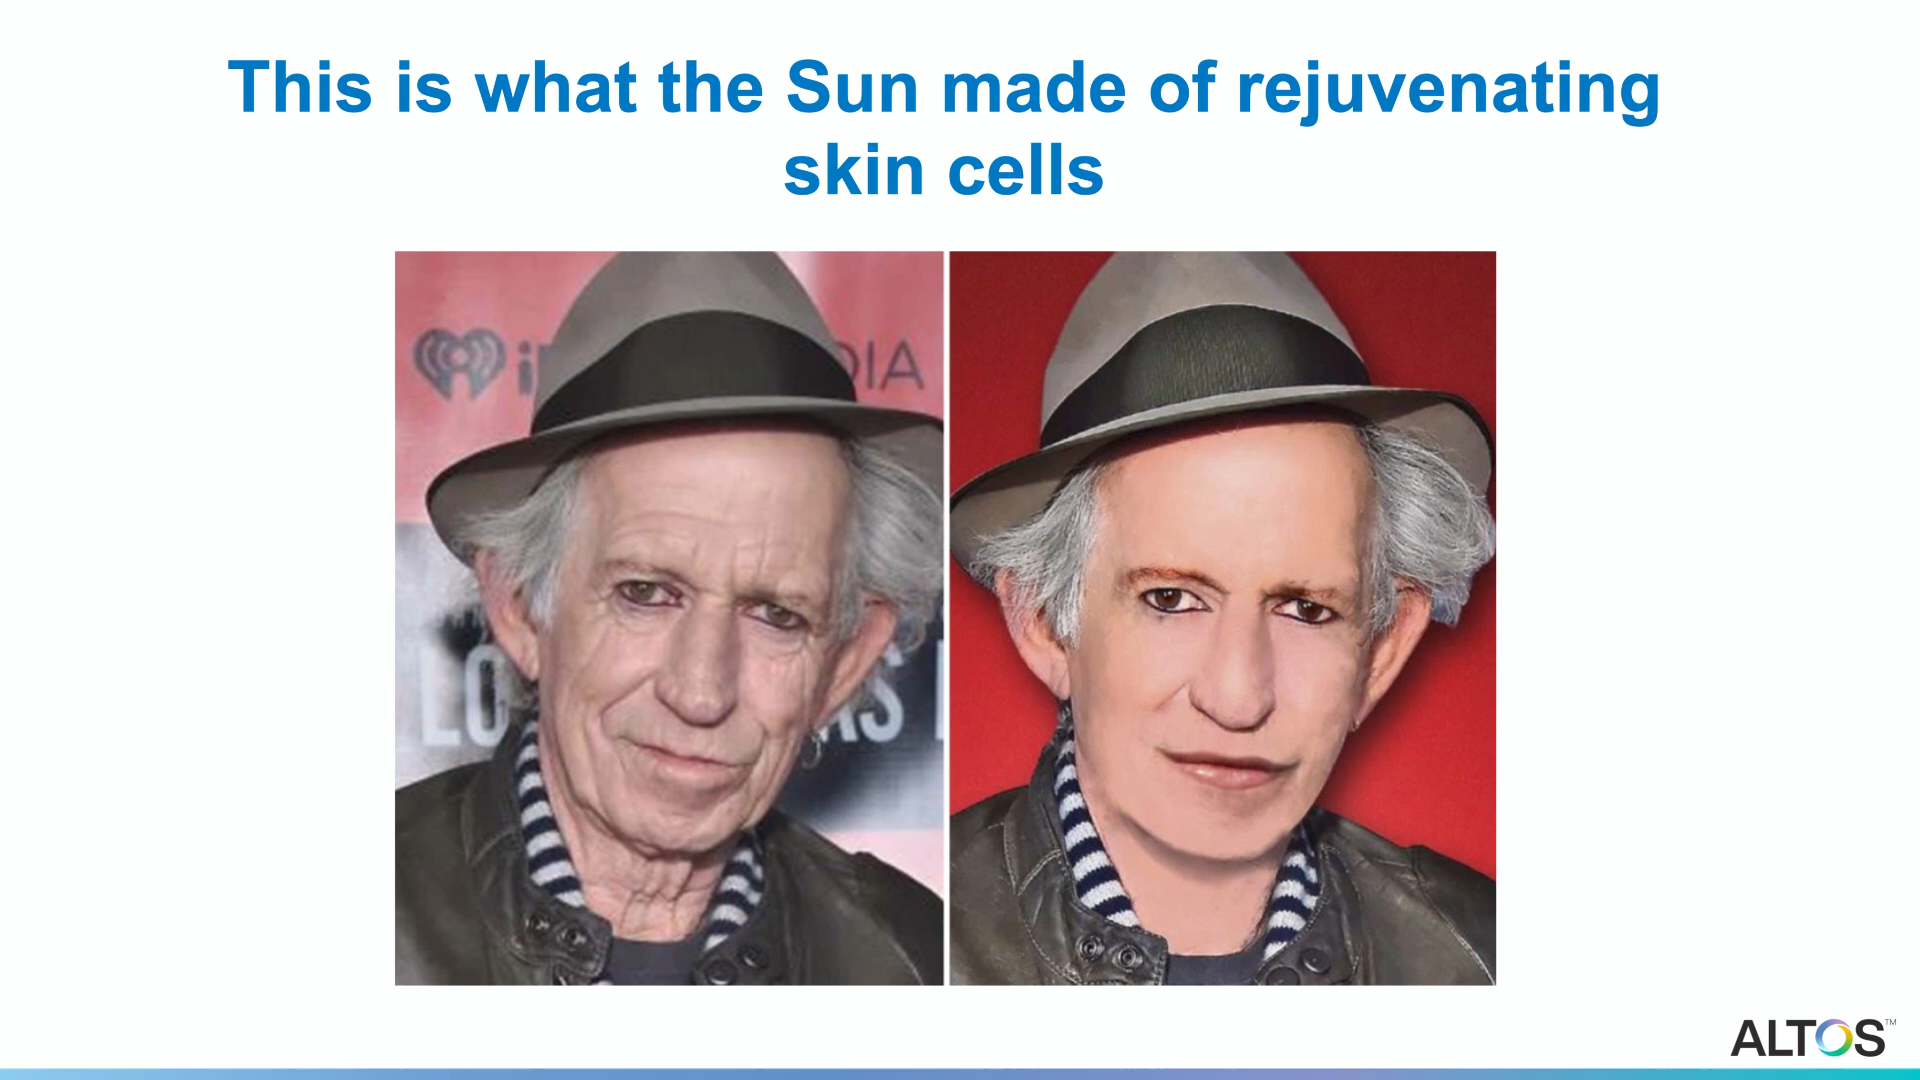 This is what the Sun made of rejuvenating
skin cells
ALTOS™